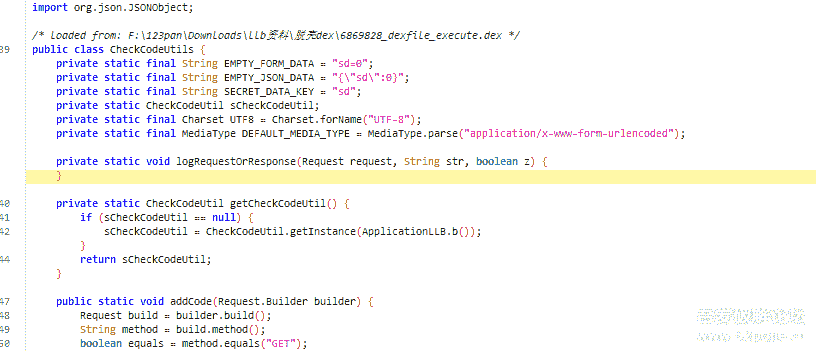 import org.json.JSONObject;
/* loaded from: F:\123pan\Downloads\llb资料\脱壳dex\6869828_dexfile_execute.dex */
39 public class CheckCodeUtils {
private static final String EMPTY_FORM_DATA = "sd=0";
private static final String EMPTY_JSON_DATA = "{\"sd\":0}";
private static final String SECRET_DATA_KEY = "sd";
private static CheckCodeUtil sCheckCodeUtil;
private static final Charset UTF8 = Charset.forName("UTF-8");
private static final MediaType DEFAULT_MEDIA_TYPE = MediaType.parse("application/x-www-form-urlencoded");
private static void logRequestOrResponse(Request request, String str, boolean z) {
}
40 private static CheckCodeUtil getCheckCodeUtil() {
41 if (sCheckCodeUtil == null) {
42 sCheckCodeUtil = CheckCodeUtil.getInstance(ApplicationLLB.b());
}
44 return sCheckCodeUtil;
}
47 public static void addCode(Request.Builder builder) {
48 Request build = builder.build();
49 String method = build.method();
50 boolean equals = method.equals("GET");